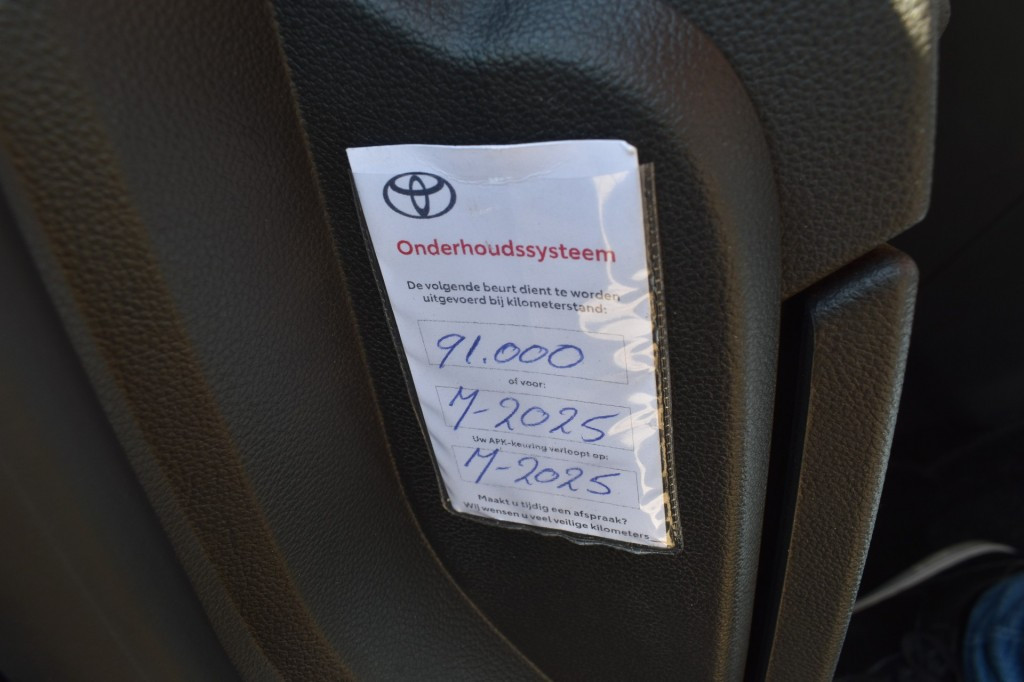 Onderhoudssysteem
De volgende beurt dient te worden
uitgevoerd bij kilometerstand:
91.000
of voor:
M-2025
Uw APK-keuring verloopt op:
M-2025
Maakt u tijdig een afspraak?
Wij wensen u veel veilige kilometers